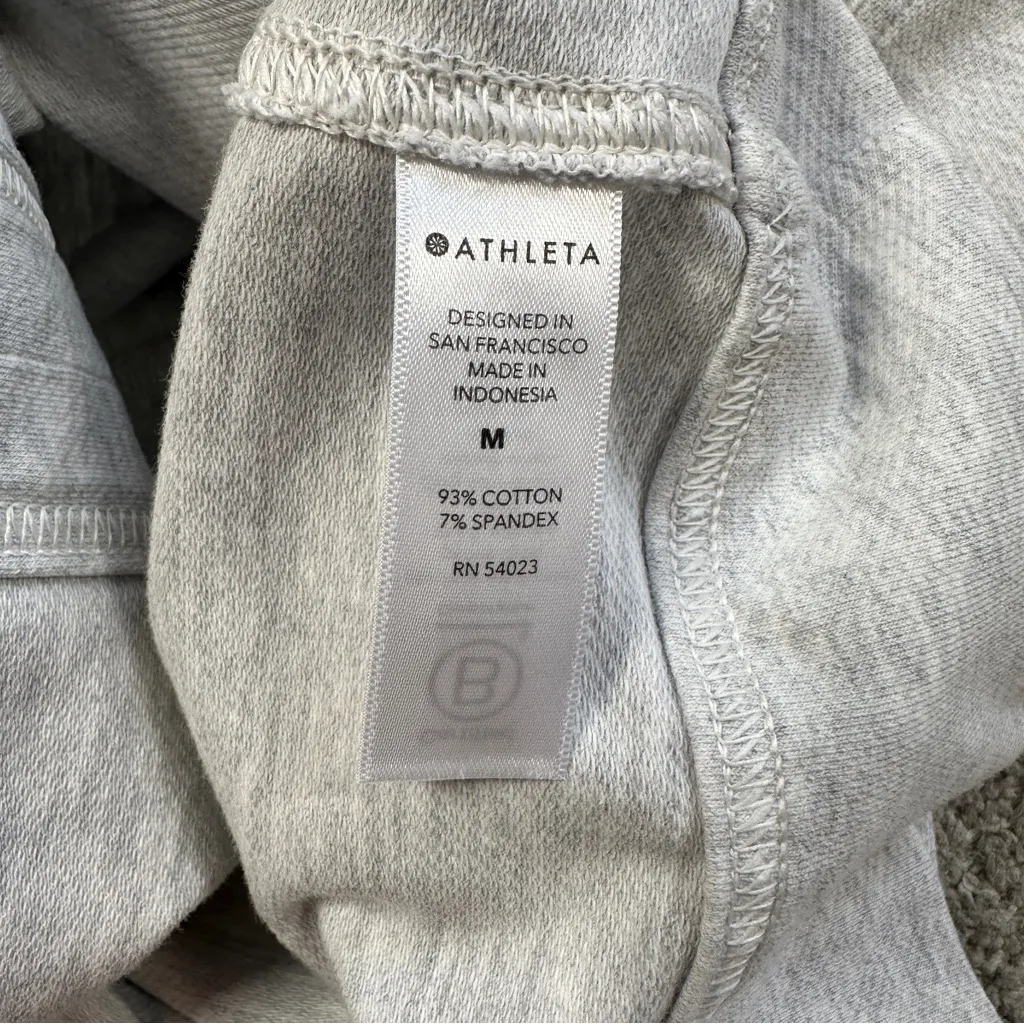 ATHLETA
DESIGNED IN
SAN FRANCISCO
MADE IN
INDONESIA
M
93% COTTON
7% SPANDEX
RN 54023
B